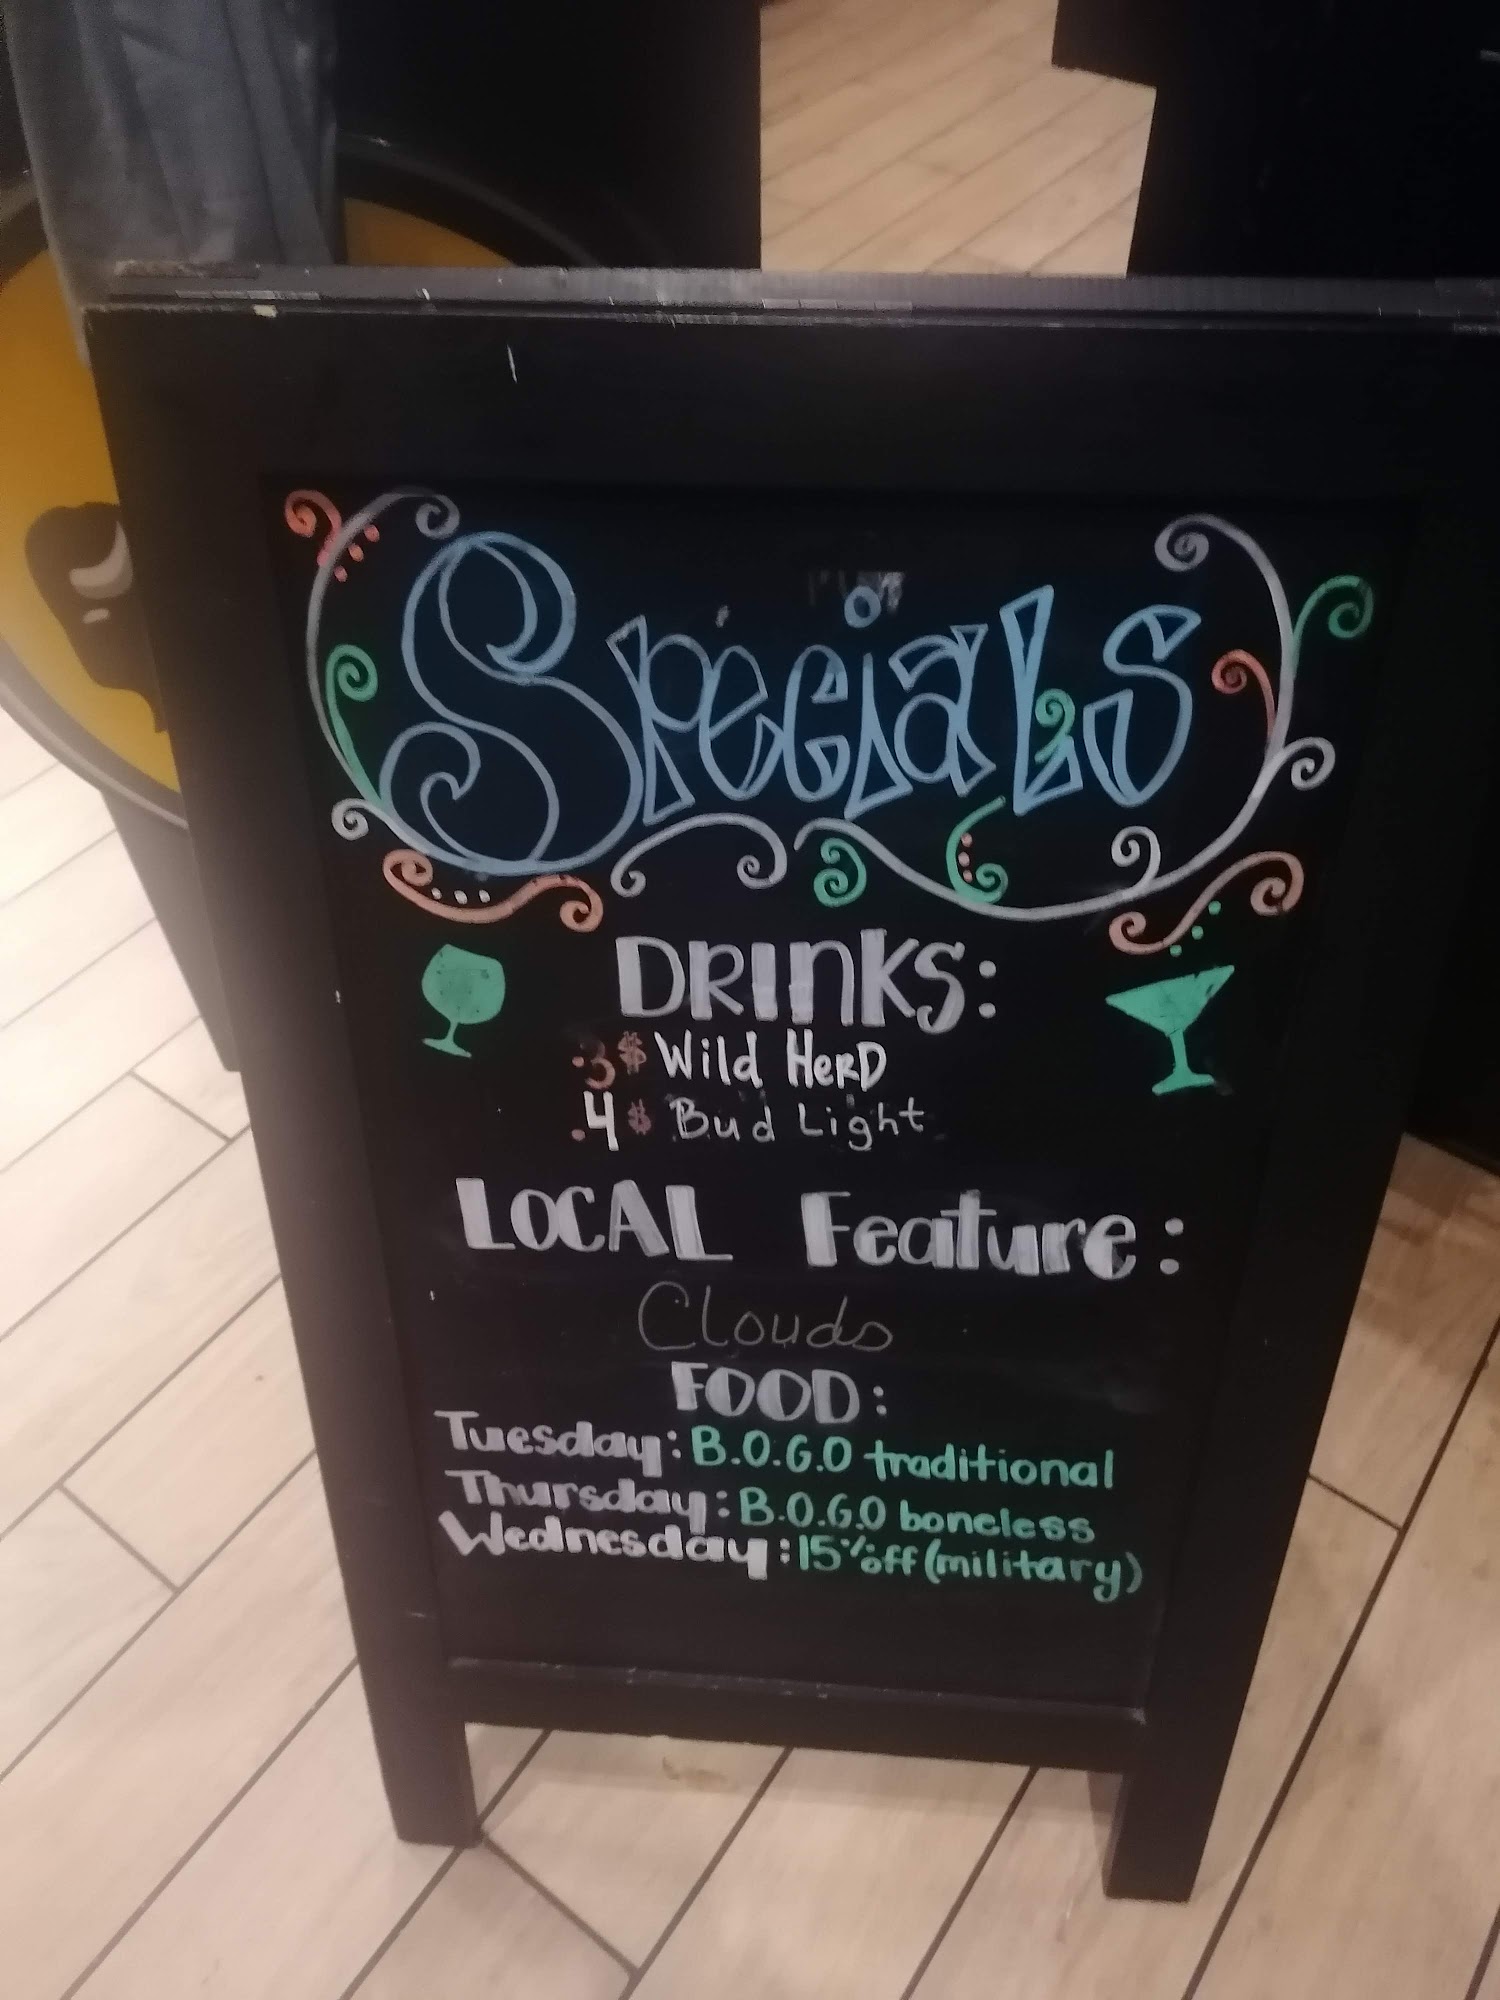 Specials
DRINKS:
.3$ Wild HerD
.4$ Bud Light
LOCAL Feature:
Clouds
FOOD:
Tuesday: B.O.G.O traditional
Thursday: B.O.G.O boneless
Wednesday: 15% off (military)